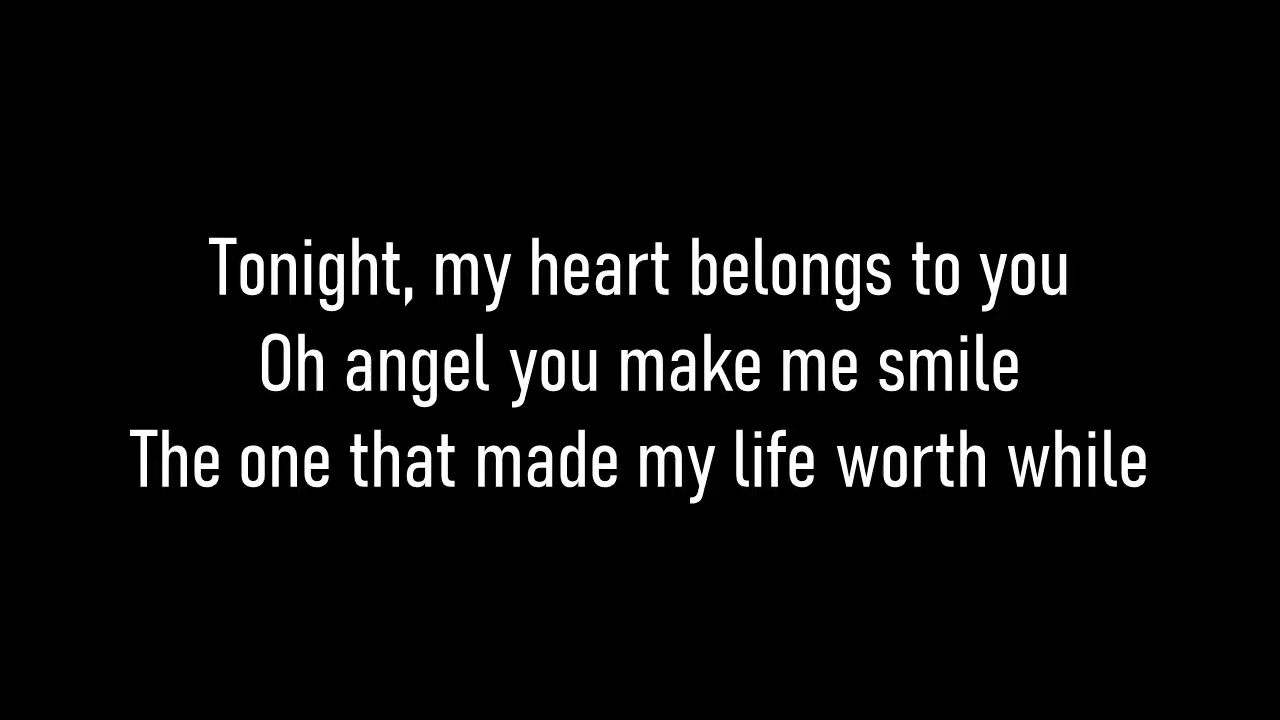 Tonight, my heart belongs to you
Oh angel you make me smile
The one that made my life worth while